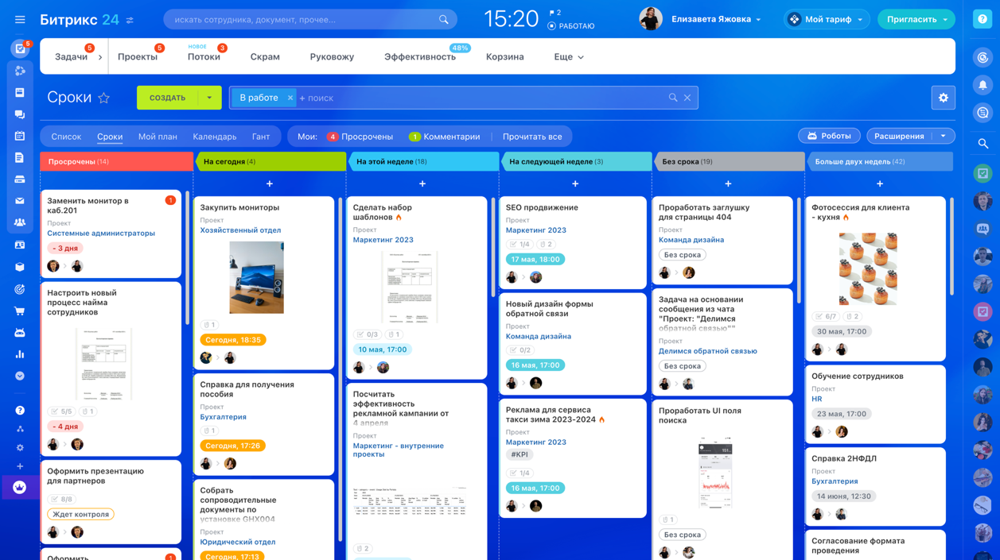 Битрикс 24
искать сотрудника, документ, прочее...
15:20
2
РАБОТАЮ
Елизавета Яжовка
Мой тариф
Пригласить
5
Задачи
5
Проекты
5
НОВОЕ
Потоки
3
Скрам
Руковожу
Эффективность
48%
Корзина
Еще
Сроки
СОЗДАТЬ
В работе ×
+ поиск
Список
Сроки
Мой план
Календарь
Гант
Мои:
4 Просрочены
1 Комментарии
Прочитать все
Роботы
Расширения
Просрочены (14)
На сегодня (4)
На этой неделе (18)
На следующей неделе (3)
Без срока (19)
Больше двух недель (42)
+
+
+
+
+
Заменить монитор в
каб.201
1
Проект
Системные администраторы
- 3 дня
Настроить новый
процесс найма
сотрудников
5/5
1
- 4 дня
Оформить презентацию
для партнеров
8/8
Ждет контроля
Оформить
1
Закупить мониторы
Проект
Хозяйственный отдел
1
Сегодня, 18:35
Справка для получения
пособия
Проект
Бухгалтерия
1
Сегодня, 17:26
Собрать
сопроводительные
документы по
установке GHX004
Проект
Юридический отдел
Сегодня, 17:13
Сделать набор
шаблонов
Проект
Маркетинг 2023
0/3
1
10 мая, 17:00
Посчитать
эффективность
рекламной кампании от
4 апреля
Проект
Маркетинг - внутренние
проекты
2
SEO продвижение
Проект
Маркетинг 2023
1/4
2
17 мая, 18:00
Новый дизайн формы
обратной связи
Проект
Команда дизайна
0/2
16 мая, 17:00
Реклама для сервиса
такси зима 2023-2024
Проект
Маркетинг 2023
#KPI
1/4
16 мая, 17:00
Проработать заглушку
для страницы 404
Проект
Команда дизайна
Без срока
Задача на основании
сообщения из чата
"Проект: "Делимся
обратной связью""
Проект
Делимся обратной связью
Без срока
Проработать UI поля
поиска
1
Без срока
Фотосессия для клиента
- кухня
6/7
2
30 мая, 17:00
Обучение сотрудников
Проект
HR
23 мая, 17:00
Справка 2НФДЛ
Проект
Бухгалтерия
14 июня, 12:30
Согласование формата
проведения